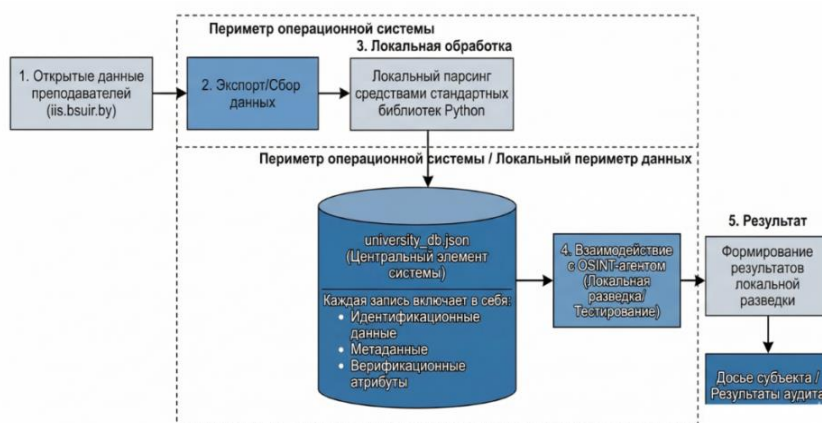 Периметр операционной системы
3. Локальная обработка
1. Открытые данные
преподавателей
(iis.bsuir.by)
2. Экспорт/Сбор
данных
Локальный парсинг
средствами стандартных
библиотек Python
Периметр операционной системы / Локальный периметр данных
university_db.json
(Центральный элемент
системы)
Каждая запись включает в себя:
• Идентификационные
данные
• Метаданные
• Верификационные
атрибуты
4. Взаимодействие
с OSINT-агентом
(Локальная
разведка/
Тестирование)
5. Результат
Формирование
результатов
локальной
разведки
Досье субъекта /
Результаты аудита